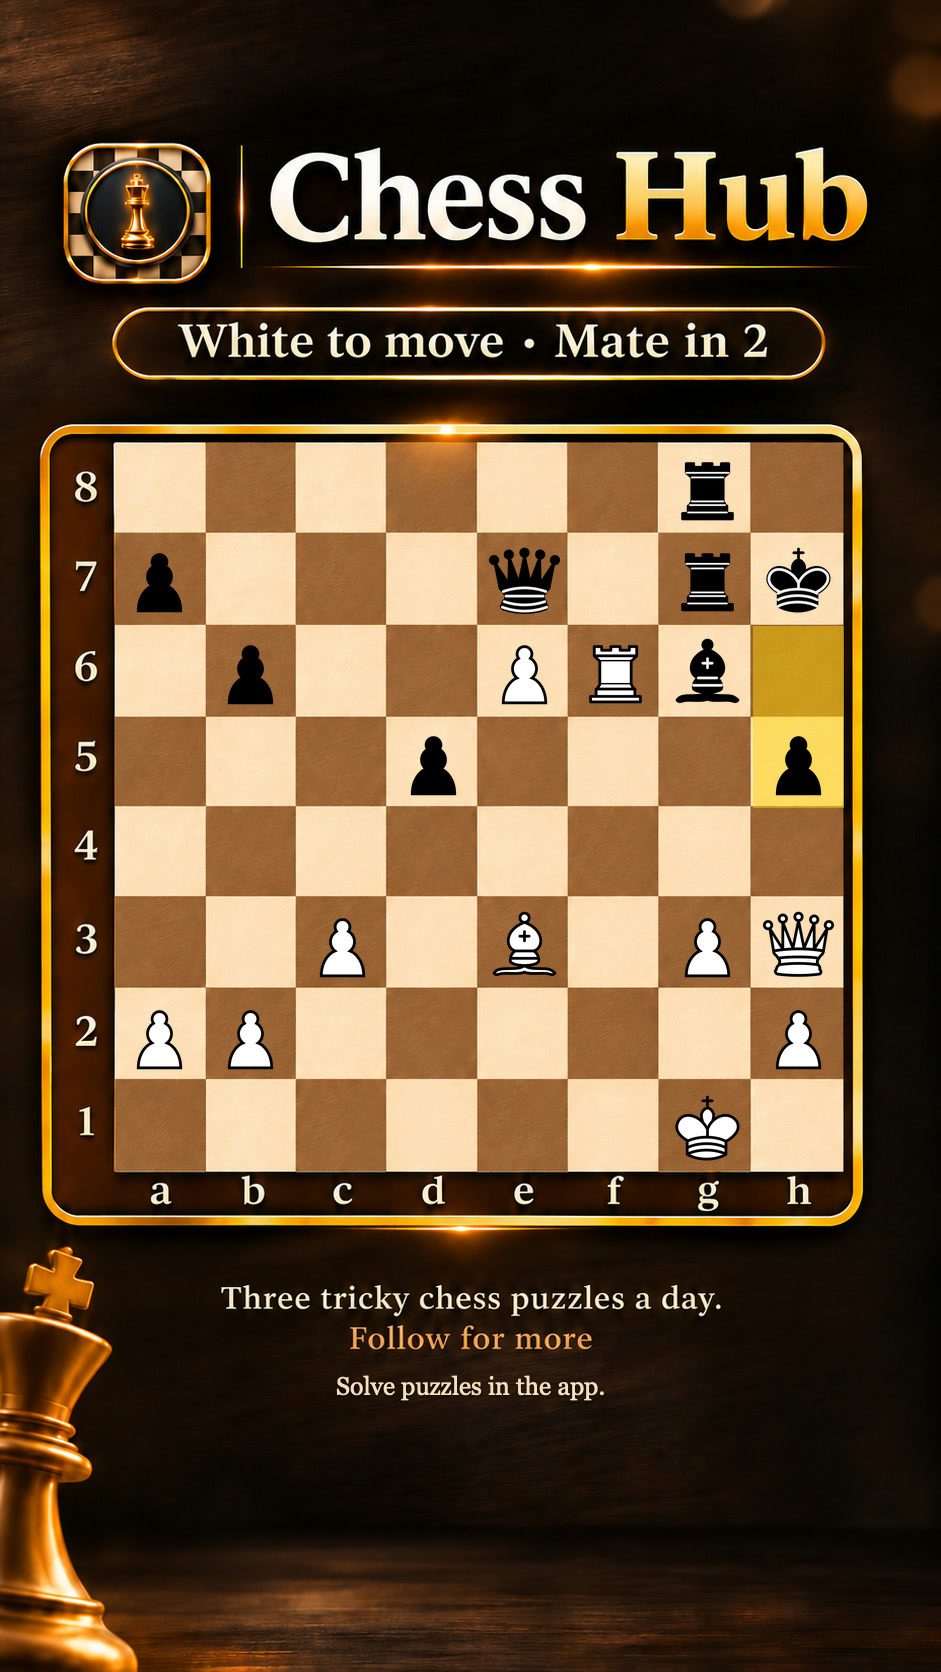 Chess Hub
White to move • Mate in 2
8
7
6
5
4
3
2
1
a b c d e f g h
Three tricky chess puzzles a day.
Follow for more
Solve puzzles in the app.